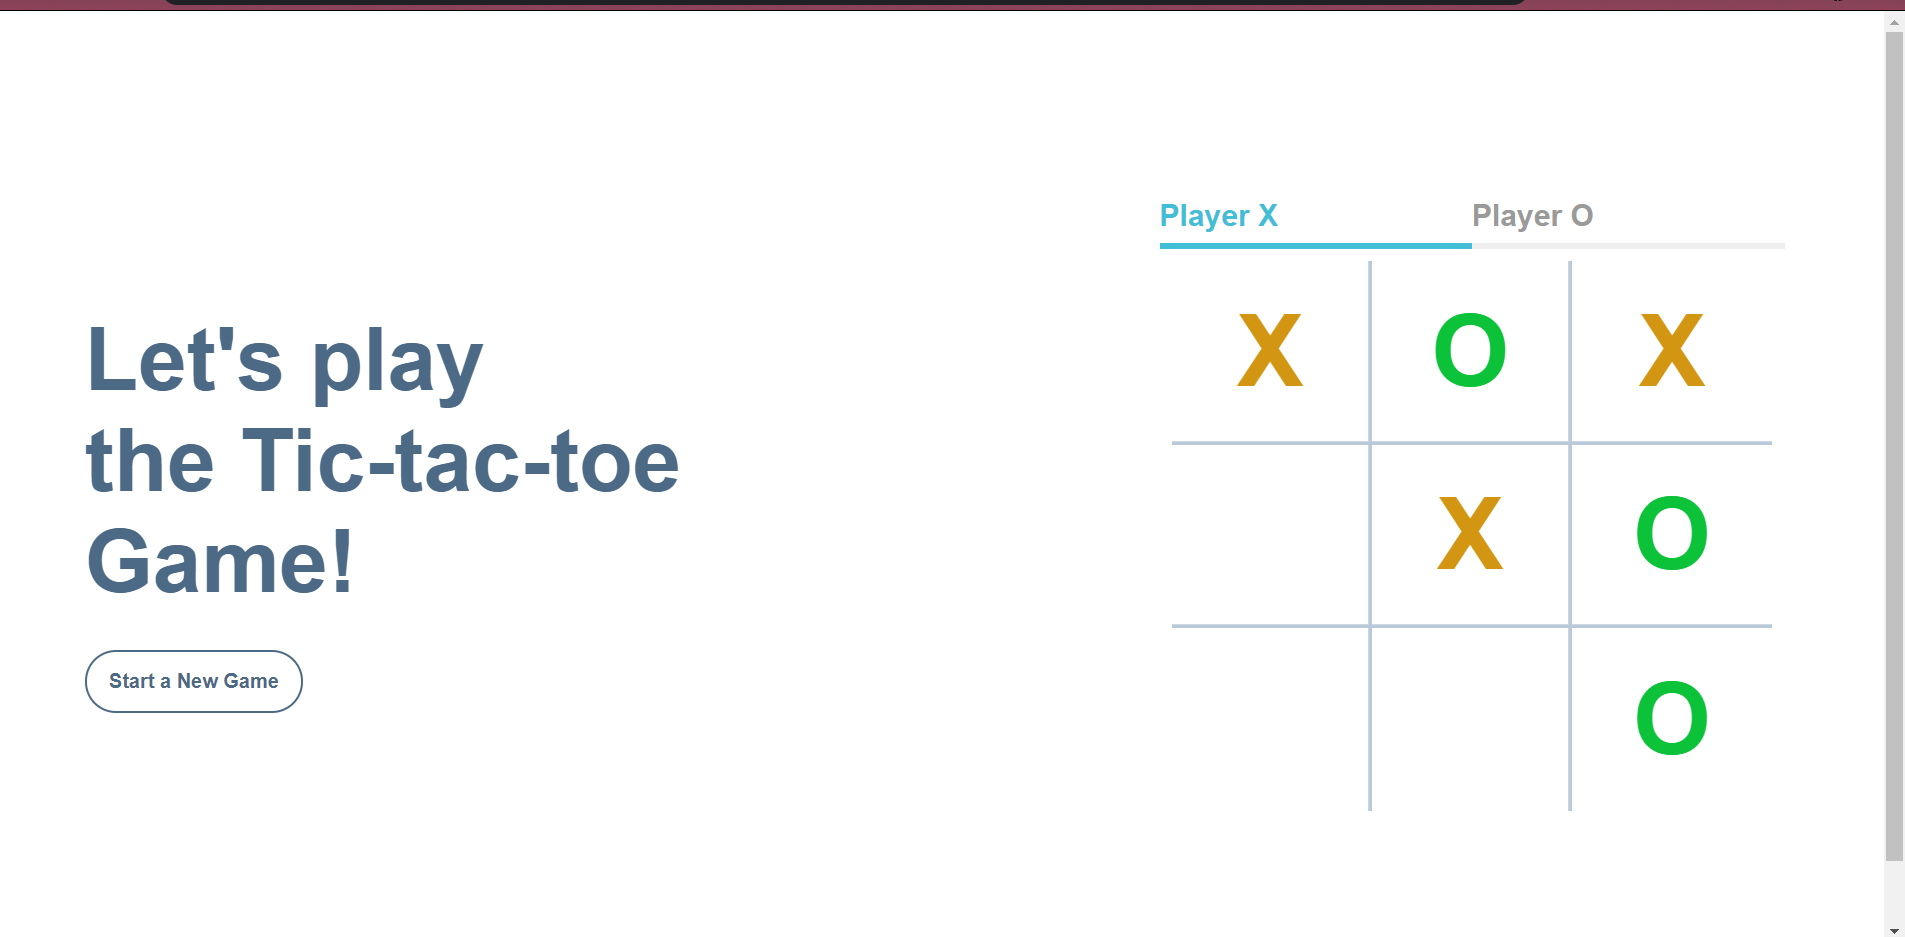 Player X Player O
X O X
Let's play
the Tic-tac-toe
Game!
X O
Start a New Game
O